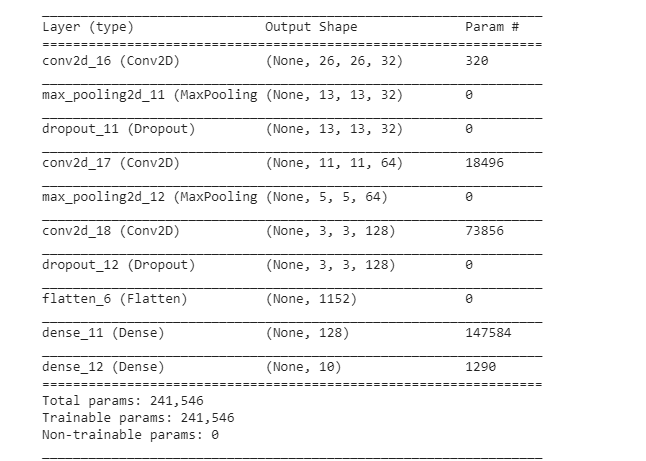 Layer (type) Output Shape Param #
=================================================================
conv2d_16 (Conv2D) (None, 26, 26, 32) 320
max_pooling2d_11 (MaxPooling (None, 13, 13, 32) 0
dropout_11 (Dropout) (None, 13, 13, 32) 0
conv2d_17 (Conv2D) (None, 11, 11, 64) 18496
max_pooling2d_12 (MaxPooling (None, 5, 5, 64) 0
conv2d_18 (Conv2D) (None, 3, 3, 128) 73856
dropout_12 (Dropout) (None, 3, 3, 128) 0
flatten_6 (Flatten) (None, 1152) 0
dense_11 (Dense) (None, 128) 147584
dense_12 (Dense) (None, 10) 1290
=================================================================
Total params: 241,546
Trainable params: 241,546
Non-trainable params: 0